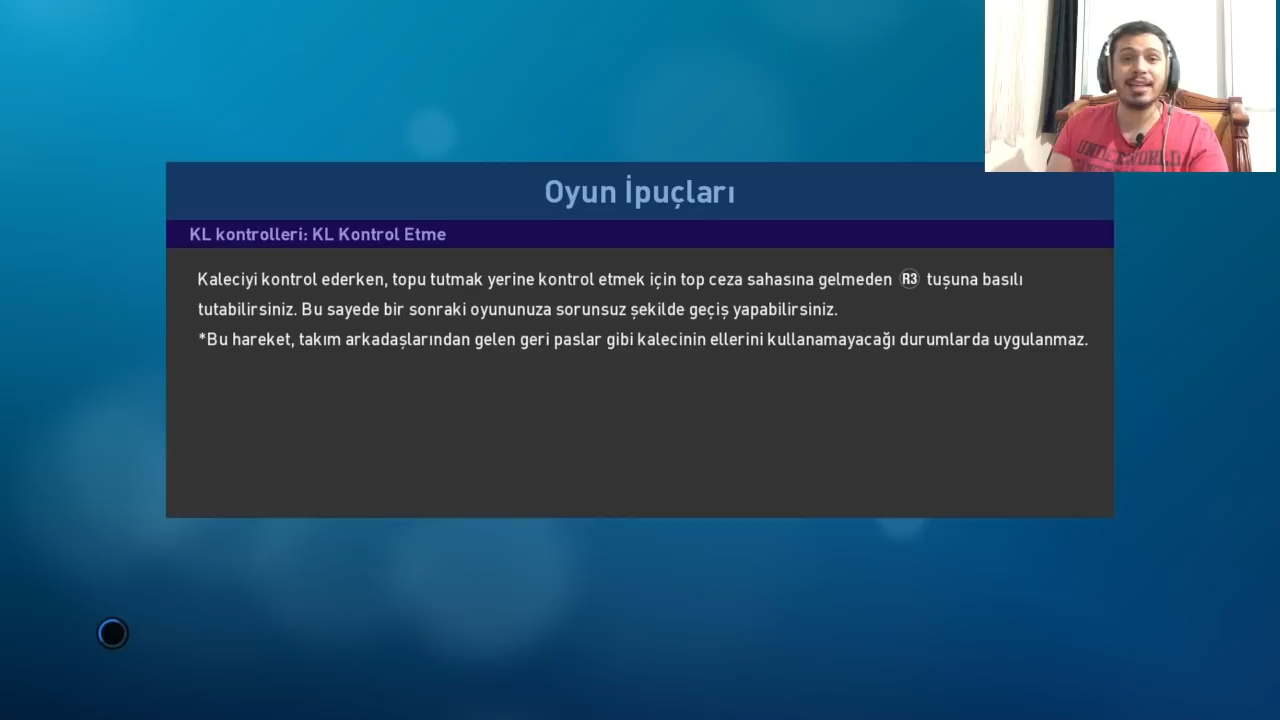 Oyun İpuçları
KL kontrolleri: KL Kontrol Etme
Kaleciyi kontrol ederken, topu tutmak yerine kontrol etmek için top ceza sahasına gelmeden R3 tuşuna basılı
tutabilirsiniz. Bu sayede bir sonraki oyununuza sorunsuz şekilde geçiş yapabilirsiniz.
*Bu hareket, takım arkadaşlarından gelen geri paslar gibi kalecinin ellerini kullanamayacağı durumlarda uygulanmaz.
UNDERWORLD